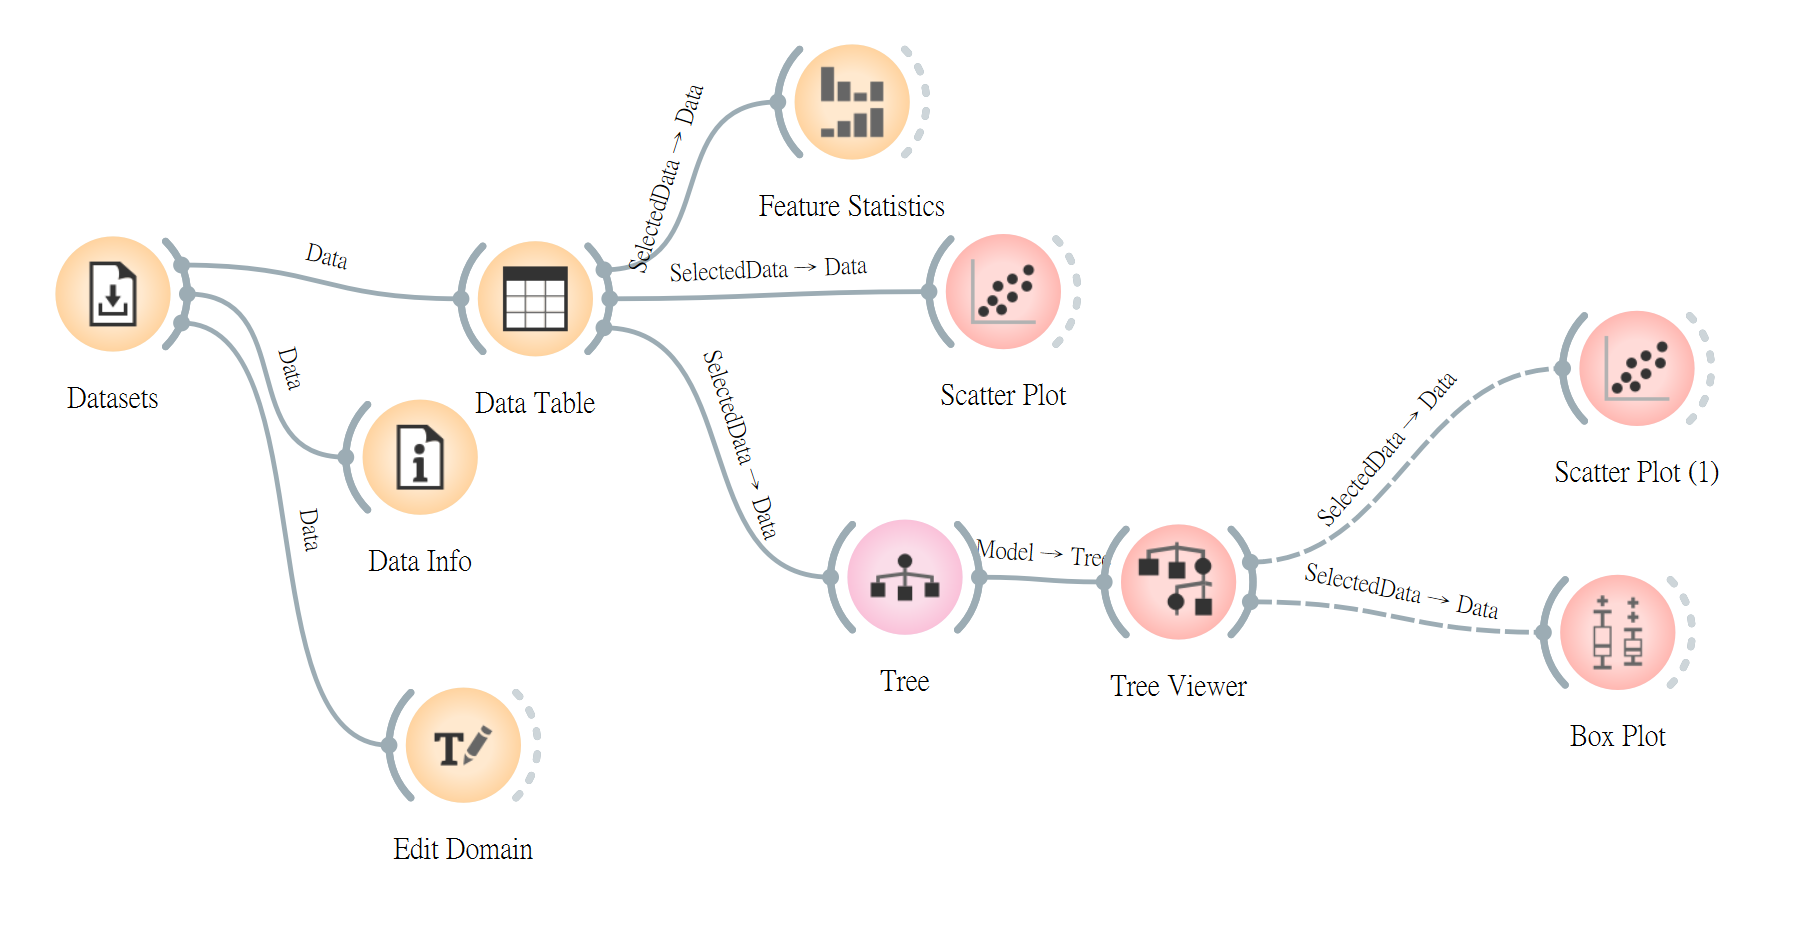 Feature Statistics
SelectedData → Data
Data
SelectedData → Data
Datasets
Data Table
Scatter Plot
Data
SelectedData → Data
SelectedData → Data
Scatter Plot (1)
Data Info
Data
Model → Tree
SelectedData → Data
Tree
Tree Viewer
Box Plot
T
Edit Domain